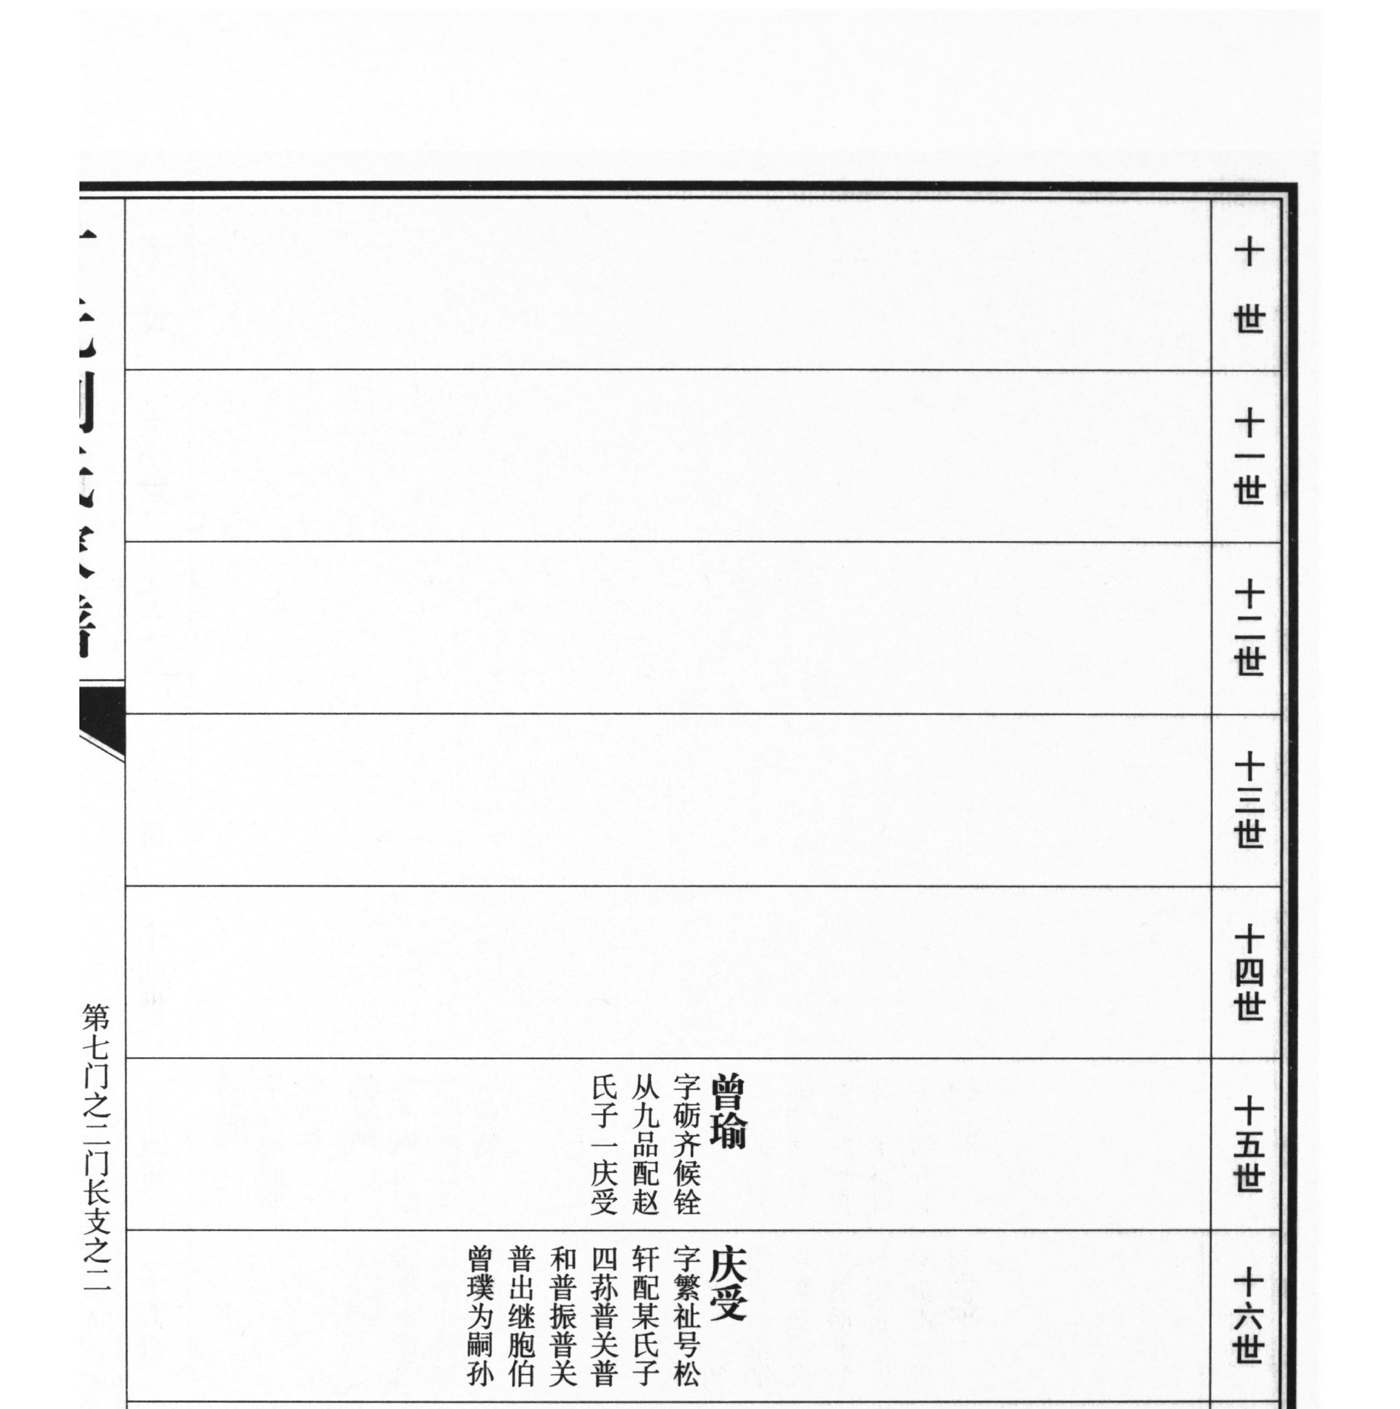 十世
十一世
十二世
十三世
十四世
十五世
十六世
曾瑜
字砺齐候铨
从九品配赵
氏子一庆受
庆受
字繁祉号松
轩配某氏子
四荪普关普
和普振普关
普出继胞伯
曾璞为嗣孙
第七门之二门长支之二